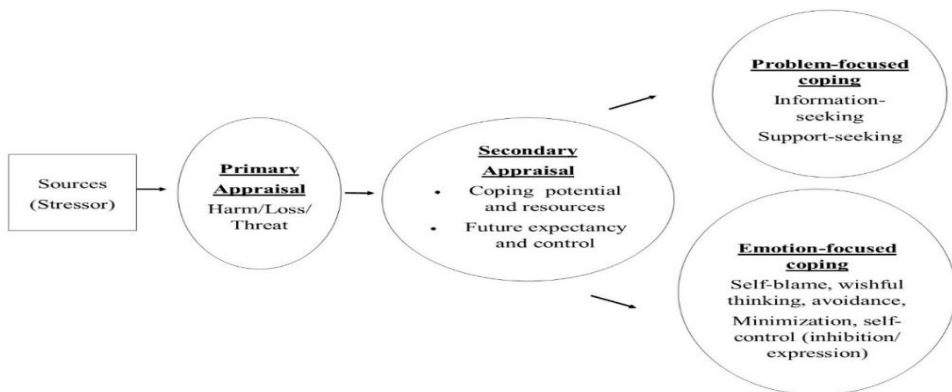 Sources
(Stressor)
Primary
Appraisal
Harm/Loss/
Threat
Secondary
Appraisal
• Coping potential
and resources
• Future expectancy
and control
Problem-focused
coping
Information-
seeking
Support-seeking
Emotion-focused
coping
Self-blame, wishful
thinking, avoidance,
Minimization, self-
control (inhibition/
expression)